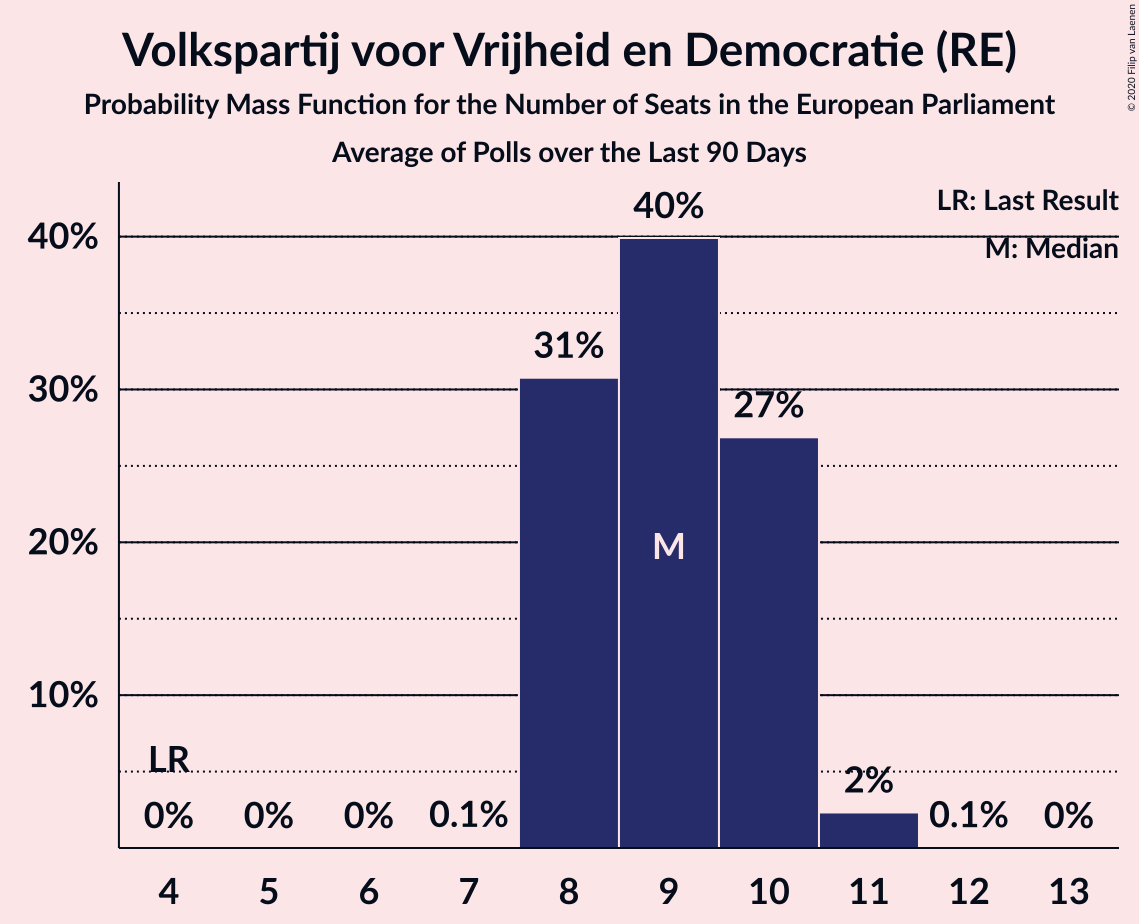 Volkspartij voor Vrijheid en Democratie (RE)
Probability Mass Function for the Number of Seats in the European Parliament
Average of Polls over the Last 90 Days
© 2020 Filip van Laenen
LR: Last Result
M: Median
40%
30%
20%
10%
40%
31%
27%
M
LR
2%
0%
0%
0%
0.1%
0.1%
0%
4 5 6 7 8 9 10 11 12 13